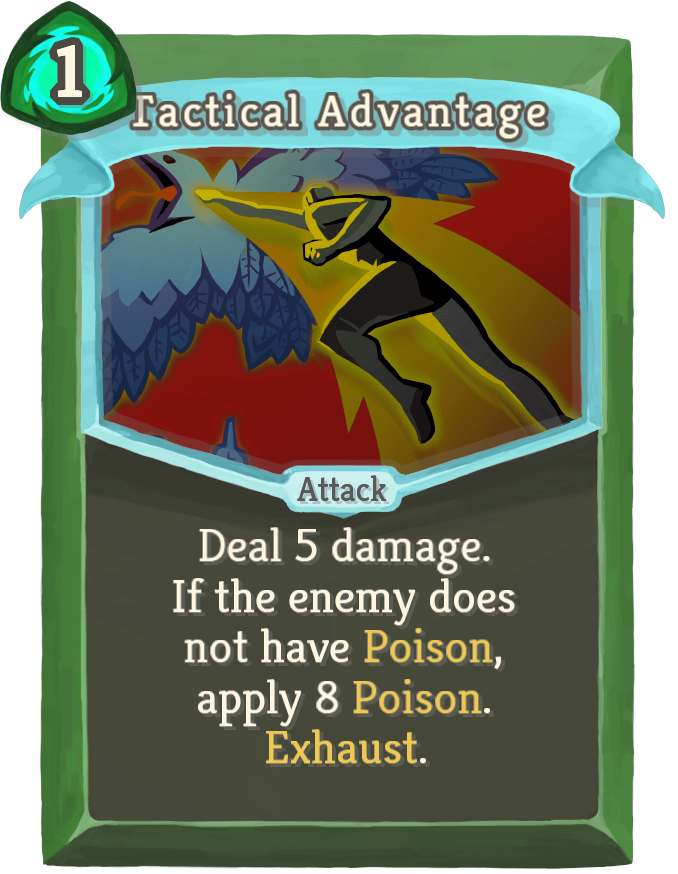 1
Tactical Advantage
Attack
Deal 5 damage.
If the enemy does
not have Poison,
apply 8 Poison.
Exhaust.